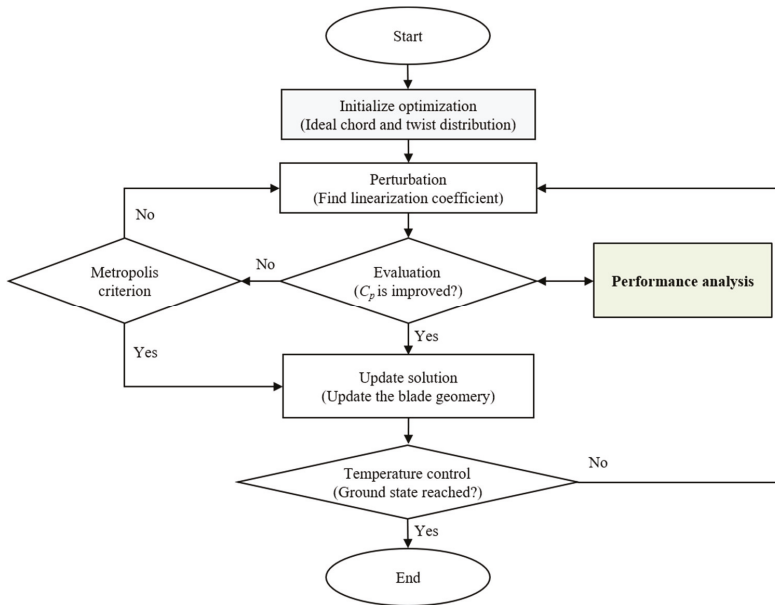 Start
Initialize optimization
(Ideal chord and twist distribution)
Perturbation
(Find linearization coefficient)
No
Metropolis
criterion
No
Evaluation
(Cp is improved?)
Performance analysis
Yes
Yes
Update solution
(Update the blade geomery)
Temperature control
(Ground state reached?)
No
Yes
End